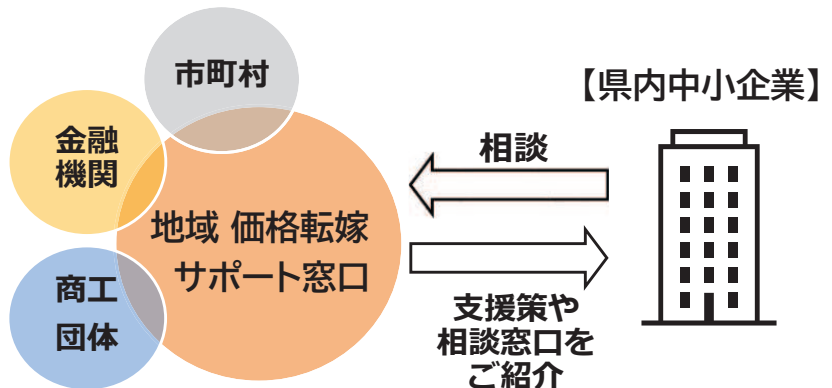 市町村
金融
機関
商工
団体
地域 価格転嫁
サポート窓口
相談
支援策や
相談窓口を
ご紹介
【県内中小企業】